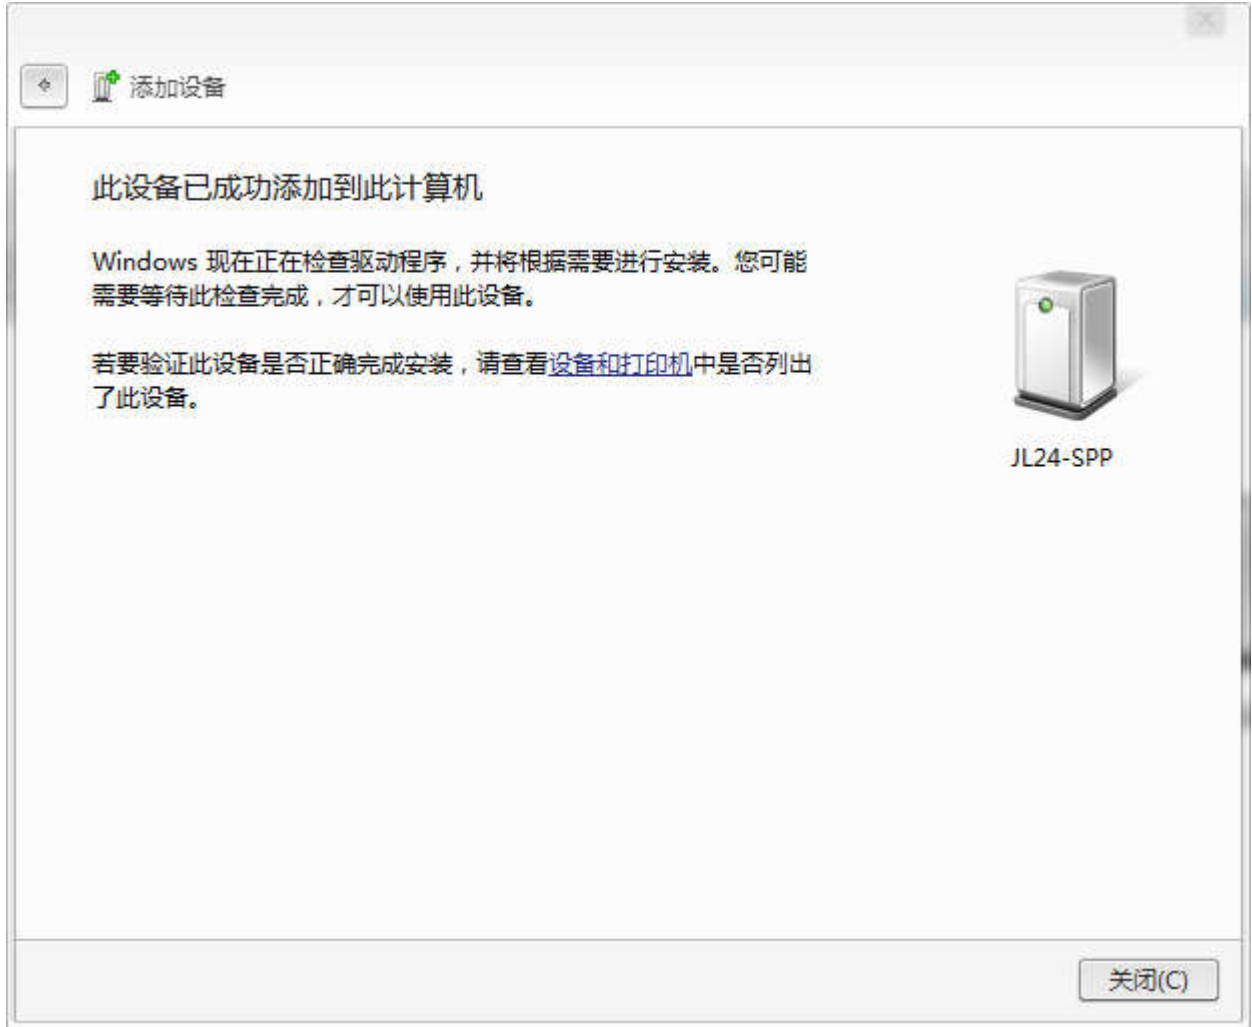 添加设备
此设备已成功添加到此计算机
Windows 现在正在检查驱动程序，并将根据需要进行安装。您可能
需要等待此检查完成，才可以使用此设备。
若要验证此设备是否正确完成安装，请查看设备和打印机中是否列出
了此设备。
JL24-SPP
关闭(C)